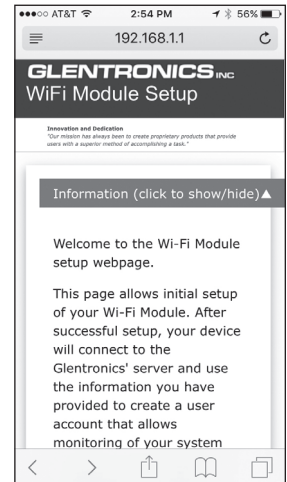 AT&T 2:54 PM 56%
192.168.1.1
GLENTRONICS INC
WiFi Module Setup
Innovation and Dedication
"Our mission has always been to create proprietary products that provide
users with a superior method of accomplishing a task."
Information (click to show/hide)▲
Welcome to the Wi-Fi Module
setup webpage.
This page allows initial setup
of your Wi-Fi Module. After
successful setup, your device
will connect to the
Glentronics' server and use
the information you have
provided to create a user
account that allows
monitoring of your system